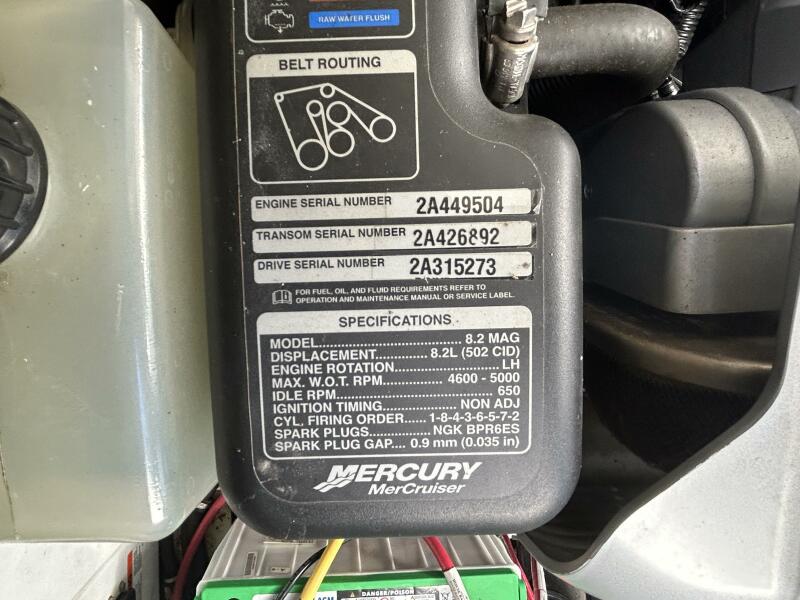 RAW WATER FLUSH
BELT ROUTING
ENGINE SERIAL NUMBER 2A449504
TRANSOM SERIAL NUMBER 2A426892
DRIVE SERIAL NUMBER 2A315273
FOR FUEL, OIL, AND FLUID REQUIREMENTS REFER TO
OPERATION AND MAINTENANCE MANUAL OR SERVICE LABEL.
SPECIFICATIONS
MODEL................................ 8.2 MAG
DISPLACEMENT............ 8.2L (502 CID)
ENGINE ROTATION........................ LH
MAX. W.O.T. RPM.............. 4600 - 5000
IDLE RPM..................................... 650
IGNITION TIMING................. NON ADJ
CYL. FIRING ORDER...... 1-8-4-3-6-5-7-2
SPARK PLUGS................ NGK BPR6ES
SPARK PLUG GAP.... 0.9 mm (0.035 in)
MERCURY
MerCruiser
DANGER/POISON